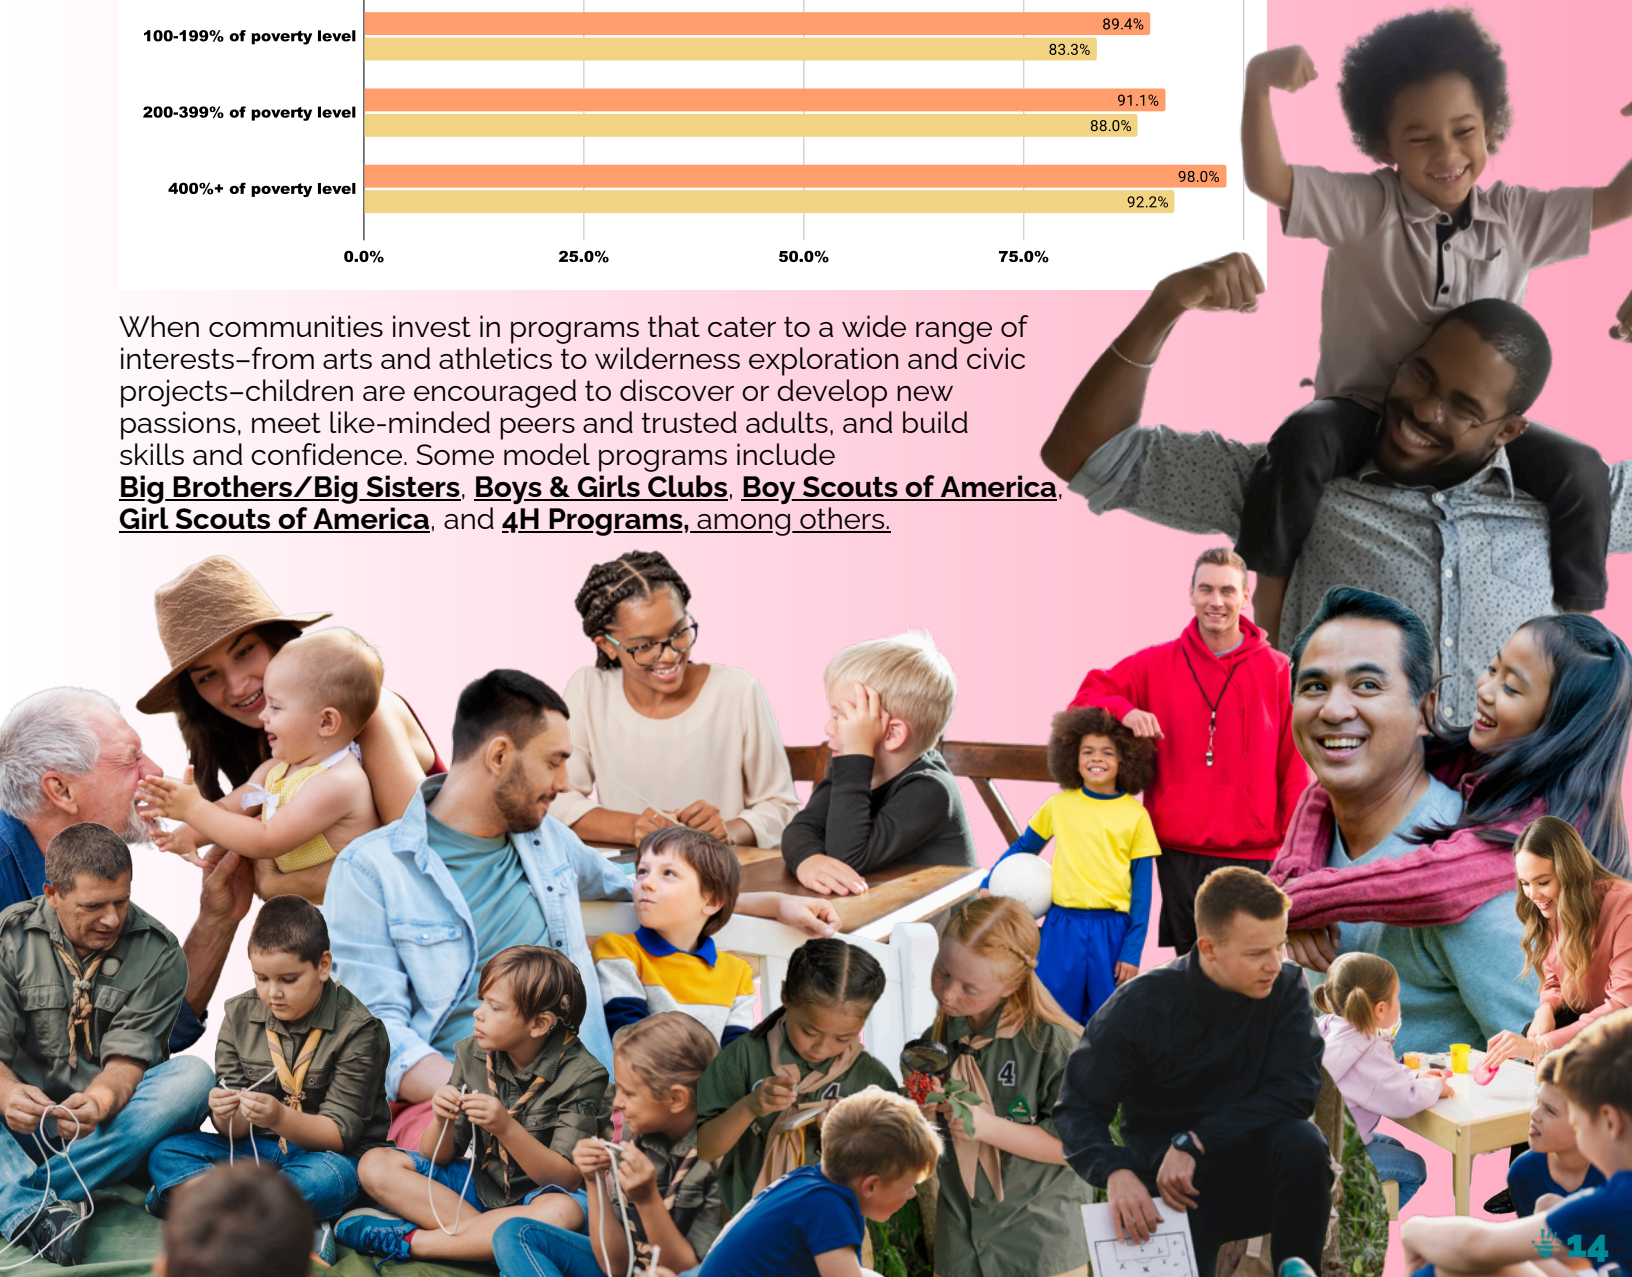 100-199% of poverty level
89.4%
83.3%
200-399% of poverty level
91.1%
88.0%
400%+ of poverty level
98.0%
92.2%
0.0% 25.0% 50.0% 75.0%
When communities invest in programs that cater to a wide range of
interests–from arts and athletics to wilderness exploration and civic
projects–children are encouraged to discover or develop new
passions, meet like-minded peers and trusted adults, and build
skills and confidence. Some model programs include
Big Brothers/Big Sisters, Boys & Girls Clubs, Boy Scouts of America,
Girl Scouts of America, and 4H Programs, among others.
4
4
14